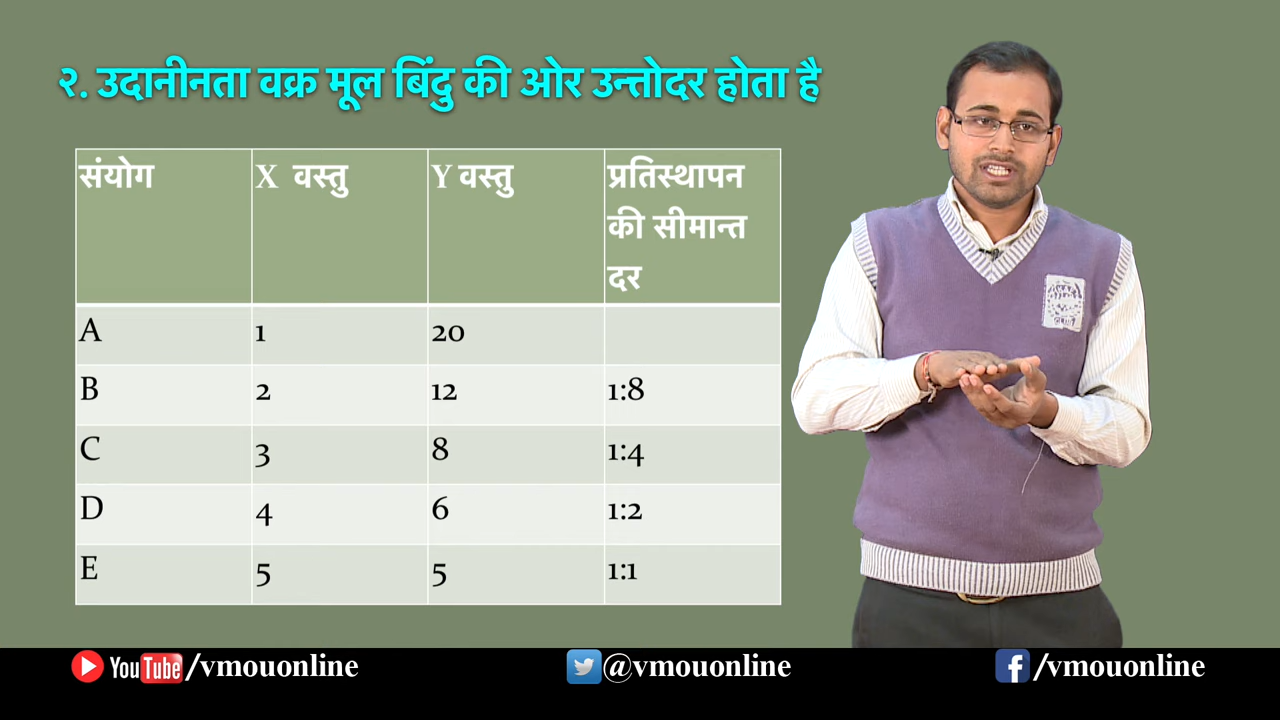 २. उदानीनता वक्र मूल बिंदु की ओर उन्तोदर होता है
संयोग X वस्तु Y वस्तु प्रतिस्थापन
की सीमान्त
दर
A 1 20
B 2 12 1:8
C 3 8 1:4
D 4 6 1:2
E 5 5 1:1
YouTube /vmouonline @vmouonline /vmouonline